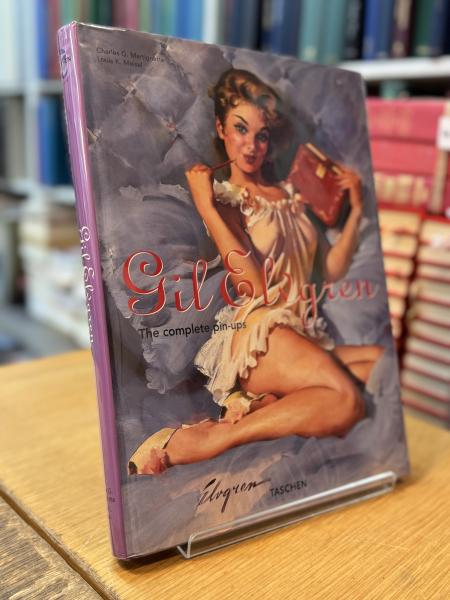 Charles G. Martignette
Louis K. Meisel
Gil Elvgren
The complete pin-ups
Elvgren
TASCHEN
Gil Elvgren